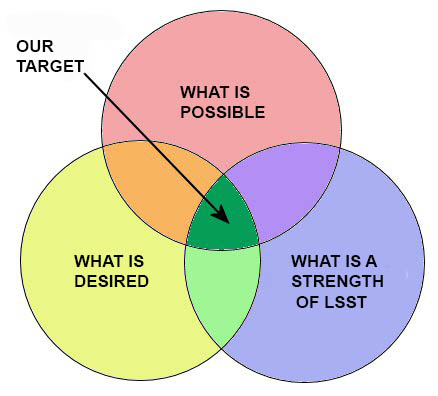 OUR
TARGET
WHAT IS
POSSIBLE
WHAT IS
DESIRED
WHAT IS A
STRENGTH
OF LSST